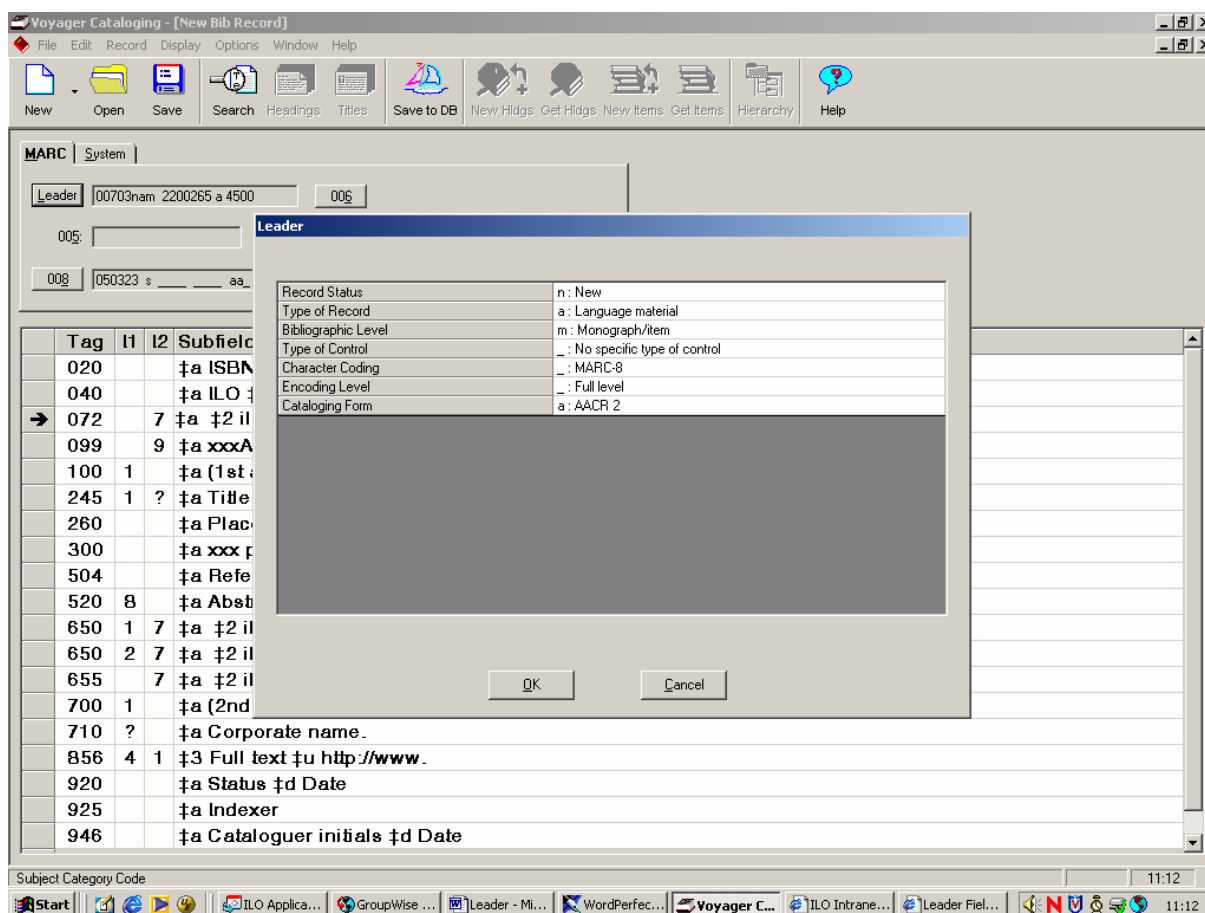 Voyager Cataloging - [New Bib Record]
File Edit Record Display Options Window Help
New Open Save Search Headings Titles Save to DB New Hldgs Get Hldgs New Items Get Items Hierarchy Help
MARC System
Leader 00703nam 2200265 a 4500 006
005:
008 050323 s ____ ____ aa_
Leader
Record Status n : New
Type of Record a : Language material
Bibliographic Level m : Monograph/item
Type of Control _ : No specific type of control
Character Coding _ : MARC-8
Encoding Level _ : Full level
Cataloging Form a : AACR 2
OK Cancel
Tag I1 I2 Subfield
020 ‡a ISBN
040 ‡a ILO ‡
072 7 ‡a ‡2 il
099 9 ‡a xxxA
100 1 ‡a (1st a
245 1 ? ‡a Title
260 ‡a Plac
300 ‡a xxx p
504 ‡a Refe
520 8 ‡a Abst
650 1 7 ‡a ‡2 il
650 2 7 ‡a ‡2 il
655 7 ‡a ‡2 il
700 1 ‡a (2nd
710 ? ‡a Corporate name.
856 4 1 ‡3 Full text ‡u http://www.
920 ‡a Status ‡d Date
925 ‡a Indexer
946 ‡a Cataloguer initials ‡d Date
Subject Category Code 11:12
Start ILO Applica... GroupWise ... Leader - Mi... WordPerfec... Voyager C... ILO Intrane... Leader Fiel... 11:12